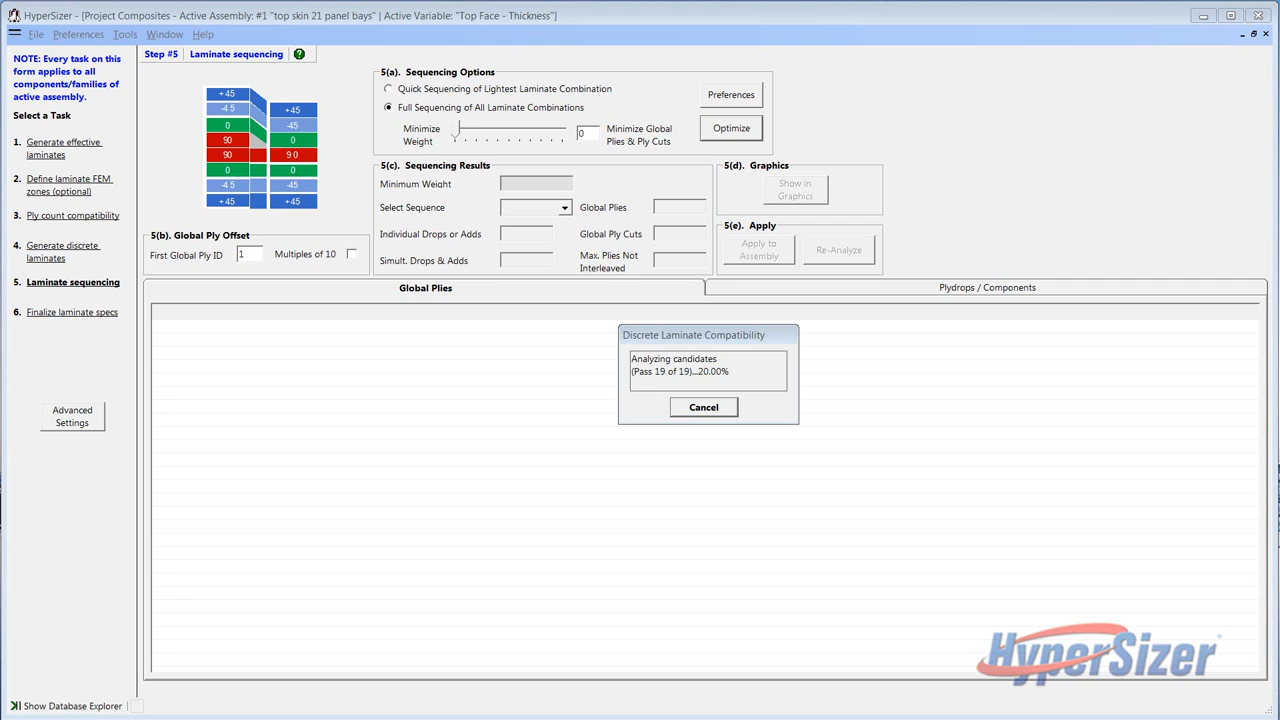 HyperSizer - [Project Composites - Active Assembly: #1 "top skin 21 panel bays" | Active Variable: "Top Face - Thickness"]
File Preferences Tools Window Help
NOTE: Every task on this
form applies to all
components/families of
active assembly.
Select a Task
1. Generate effective
laminates
2. Define laminate FEM
zones (optional)
3. Ply count compatibility
4. Generate discrete
laminates
5. Laminate sequencing
6. Finalize laminate specs
Advanced
Settings
Step #5 Laminate sequencing ?
+45
-4 5
0
90
90
0
-4 5
+45
+45
-45
0
9 0
0
-45
+45
5(a). Sequencing Options
Quick Sequencing of Lightest Laminate Combination
Full Sequencing of All Laminate Combinations
Minimize
Weight
0
Minimize Global
Plies & Ply Cuts
Preferences
Optimize
5(b). Global Ply Offset
First Global Ply ID 1 Multiples of 10
5(c). Sequencing Results
Minimum Weight
Select Sequence Global Plies
Individual Drops or Adds Global Ply Cuts
Simult. Drops & Adds Max. Plies Not
Interleaved
5(d). Graphics
Show in
Graphics
5(e). Apply
Apply to
Assembly
Re-Analyze
Global Plies Plydrops / Components
Discrete Laminate Compatibility
Analyzing candidates
(Pass 19 of 19)...20.00%
Cancel
HyperSizer
Show Database Explorer